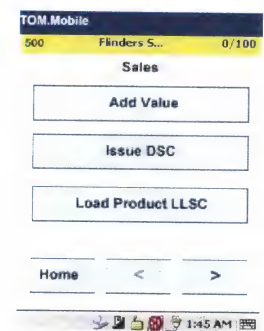 TOM.Mobile
500 Flinders S... 0/100
Sales
Add Value
Issue DSC
Load Product LLSC
Home < >
1:45 AM